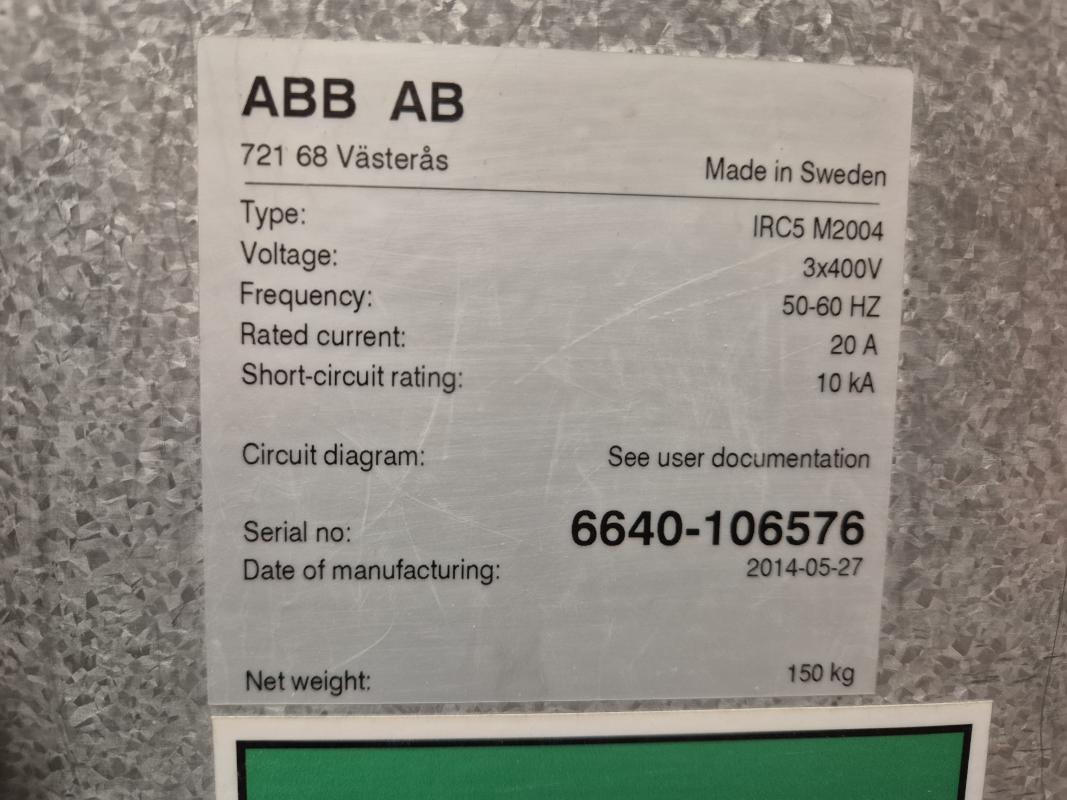 ABB AB
721 68 Västerås
Made in Sweden
Type: IRC5 M2004
Voltage: 3x400V
Frequency: 50-60 HZ
Rated current: 20 A
Short-circuit rating: 10 kA
Circuit diagram: See user documentation
Serial no: 6640-106576
Date of manufacturing: 2014-05-27
Net weight: 150 kg